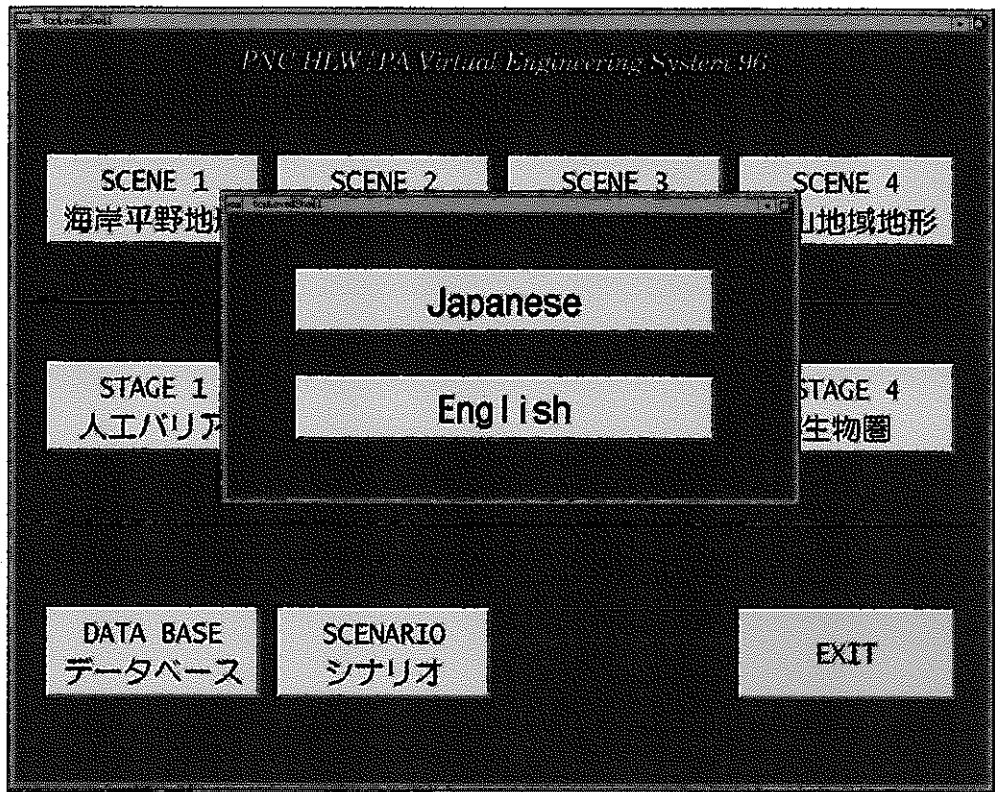 PNC HLW/PA Virtual Engineering System 96
SCENE 1
海岸平野地形
SCENE 2
SCENE 3
SCENE 4
山地域地形
Japanese
English
STAGE 1
人工バリア
STAGE 4
生物圏
DATA BASE
データベース
SCENARIO
シナリオ
EXIT